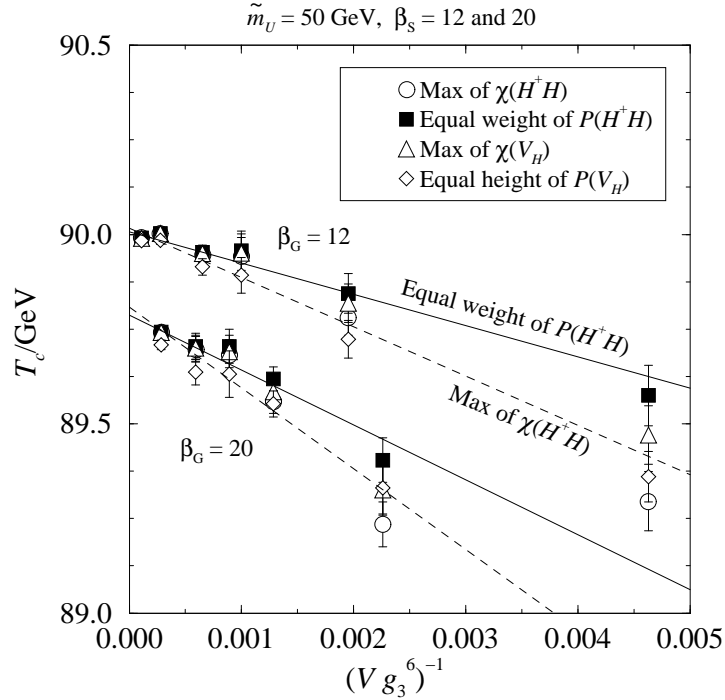 m̃_U = 50 GeV, β_S = 12 and 20
90.5
Max of χ(H⁺H)
Equal weight of P(H⁺H)
Max of χ(V_H)
Equal height of P(V_H)
90.0
β_G = 12
Equal weight of P(H⁺H)
T_c/GeV
Max of χ(H⁺H)
89.5
β_G = 20
89.0
0.000 0.001 0.002 0.003 0.004 0.005
(V g₃⁶)⁻¹